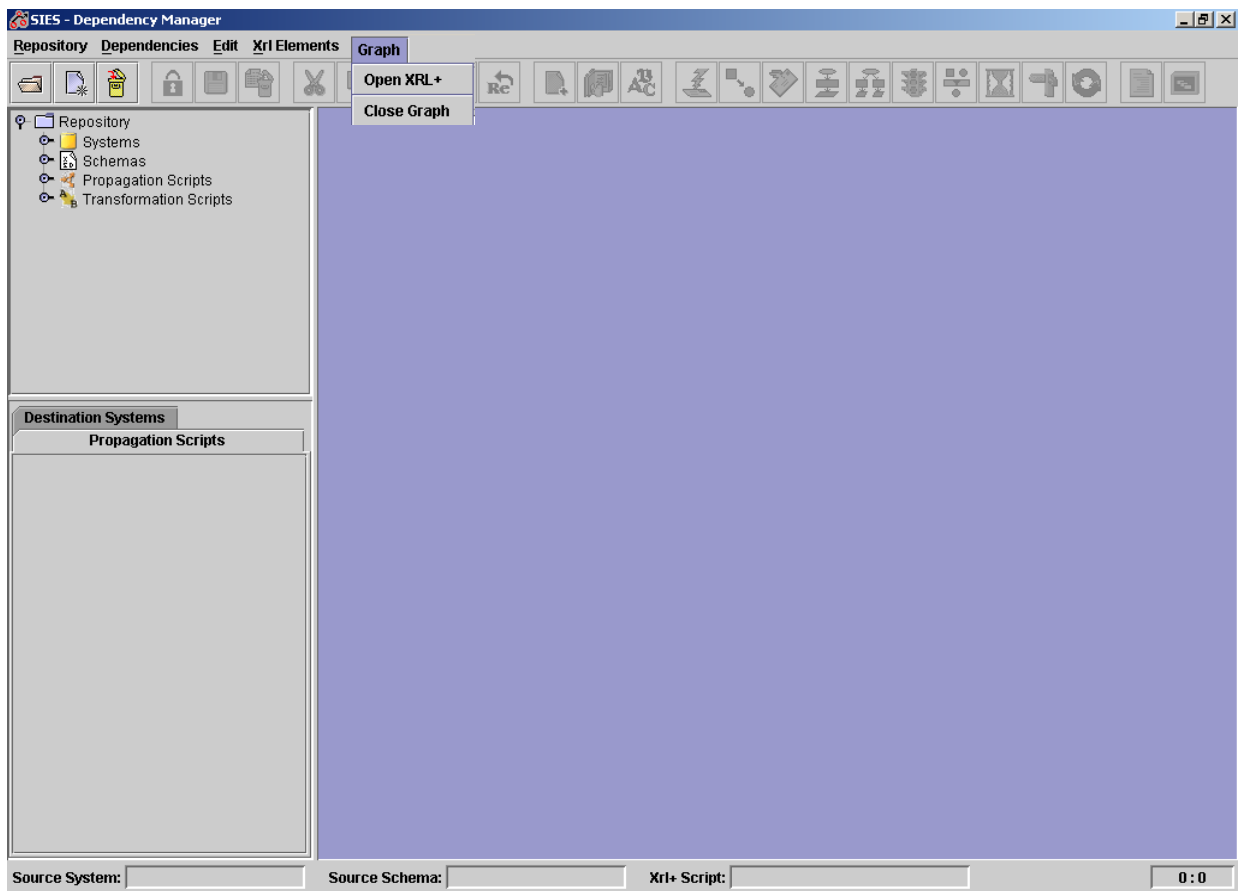 SIES - Dependency Manager
Repository Dependencies Edit Xrl Elements Graph
Open XRL+
Close Graph
Re
Repository
Systems
Schemas
Propagation Scripts
Transformation Scripts
Destination Systems
Propagation Scripts
Source System: Source Schema: Xrl+ Script: 0 : 0